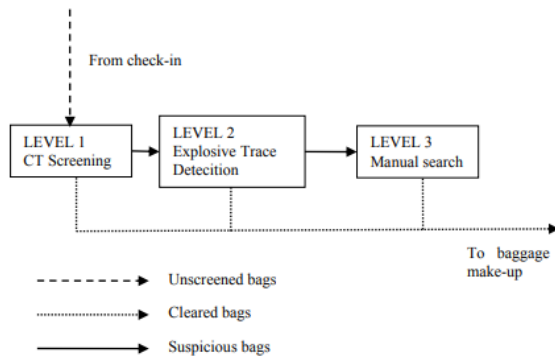 From check-in
LEVEL 1
CT Screening
LEVEL 2
Explosive Trace
Detecition
LEVEL 3
Manual search
To baggage
make-up
Unscreened bags
Cleared bags
Suspicious bags